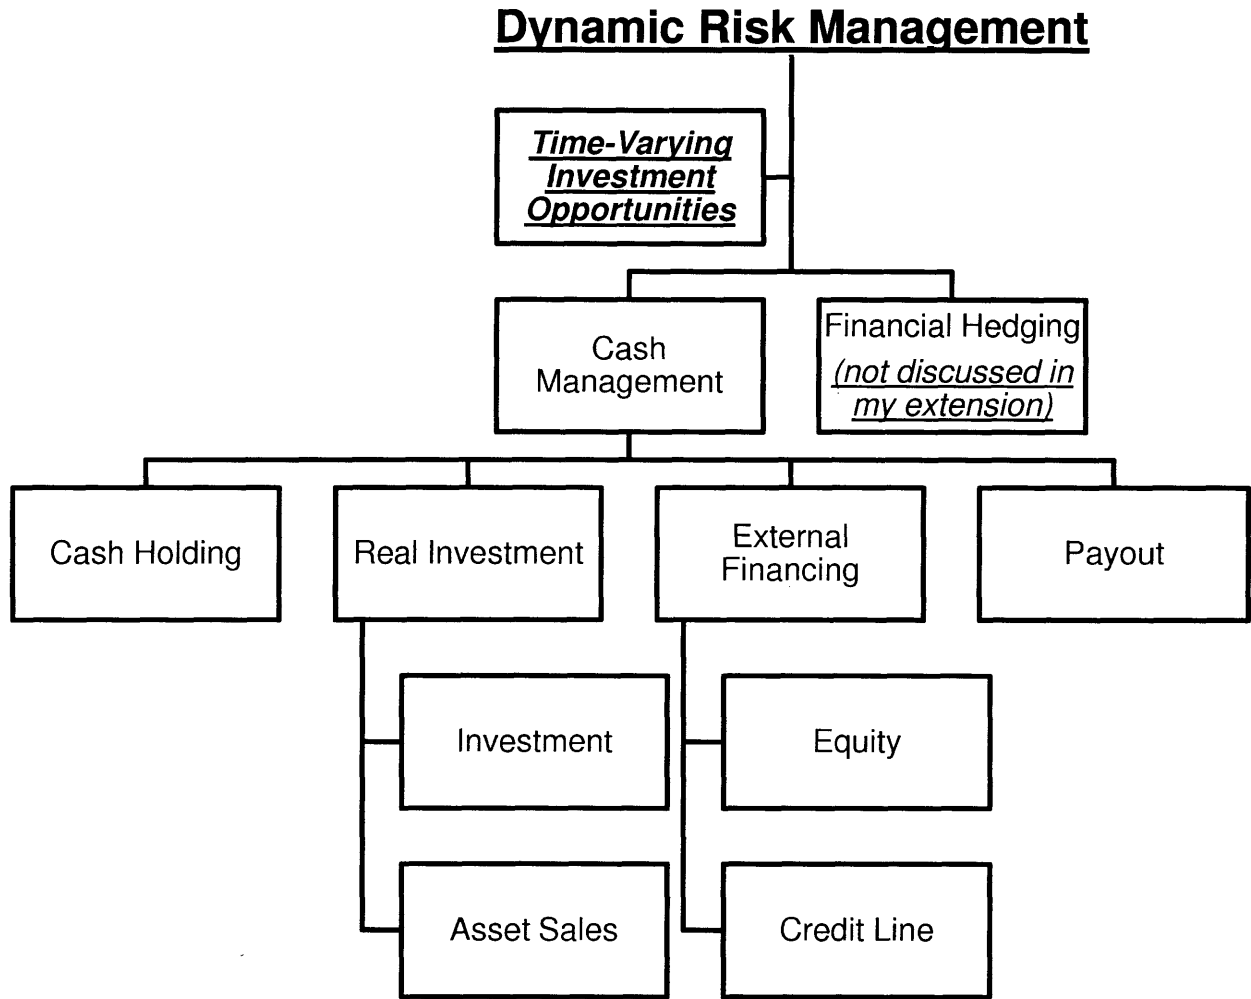 Dynamic Risk Management
Time-Varying
Investment
Opportunities
Cash
Management
Financial Hedging
(not discussed in
my extension)
Cash Holding
Real Investment
External
Financing
Payout
Investment
Equity
Asset Sales
Credit Line